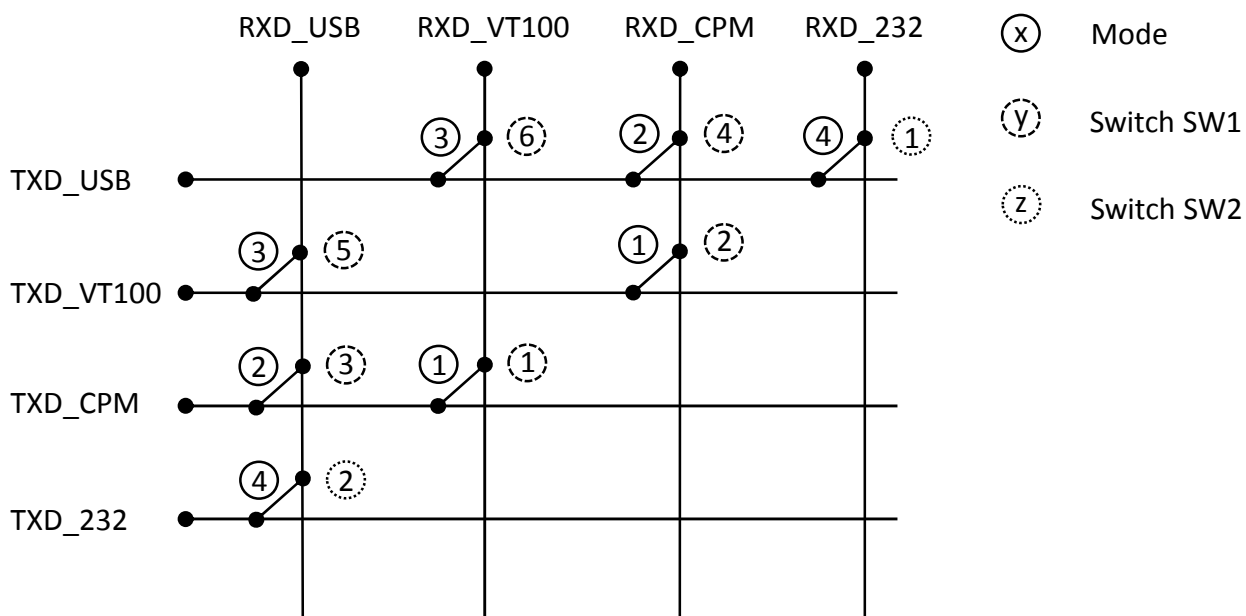 RXD_USB RXD_VT100 RXD_CPM RXD_232 x Mode
3 6 2 4 4 1 y Switch SW1
TXD_USB
z Switch SW2
3 5 1 2
TXD_VT100
2 3 1 1
TXD_CPM
4 2
TXD_232